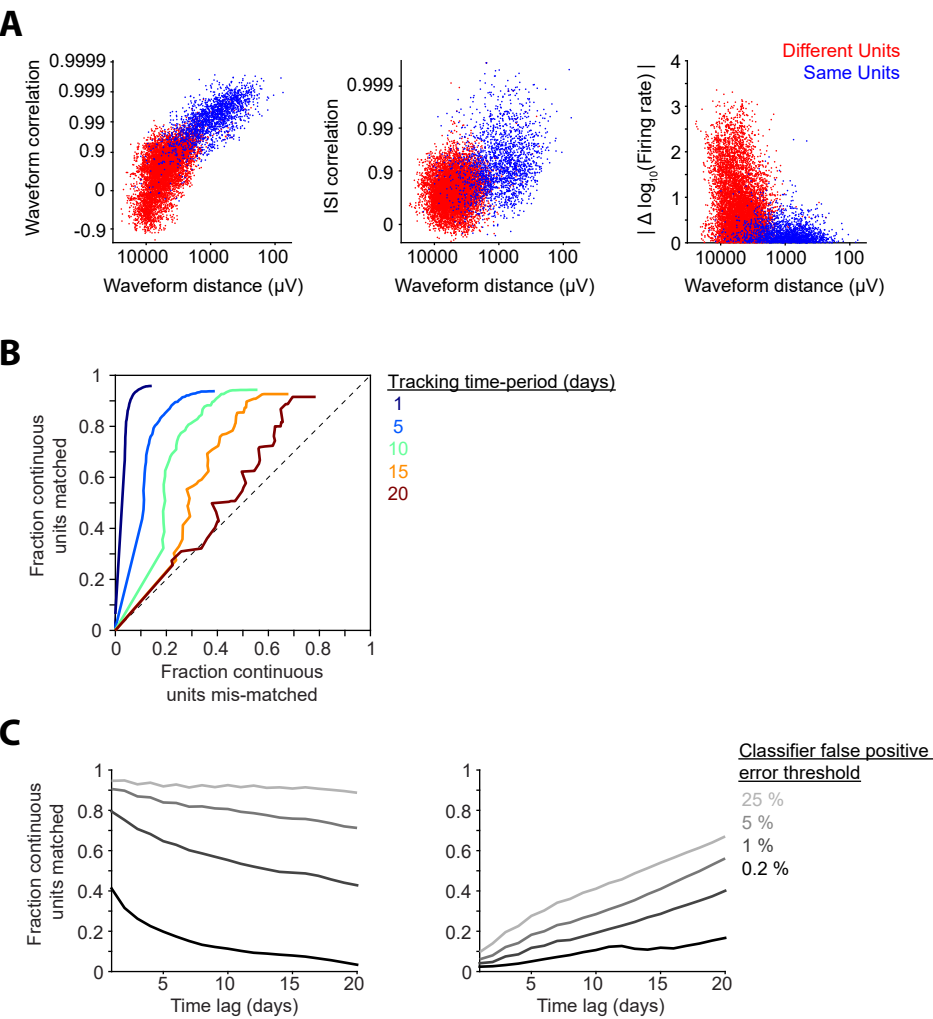 A
Different Units
Same Units
Waveform correlation
0.9999
0.999
0.99
0.9
0
-0.9
10000
1000
100
Waveform distance (µV)
ISI correlation
0.999
0.99
0.9
0
10000
1000
100
Waveform distance (µV)
| Δ log10(Firing rate) |
4
3
2
1
0
10000
1000
100
Waveform distance (µV)
B
Fraction continuous
units matched
1
0.8
0.6
0.4
0.2
0
0
0.2
0.4
0.6
0.8
1
Fraction continuous
units mis-matched
Tracking time-period (days)
1
5
10
15
20
C
Fraction continuous
units matched
1
0.8
0.6
0.4
0.2
0
5
10
15
20
Time lag (days)
1
0.8
0.6
0.4
0.2
0
5
10
15
20
Time lag (days)
Classifier false positive
error threshold
25 %
5 %
1 %
0.2 %